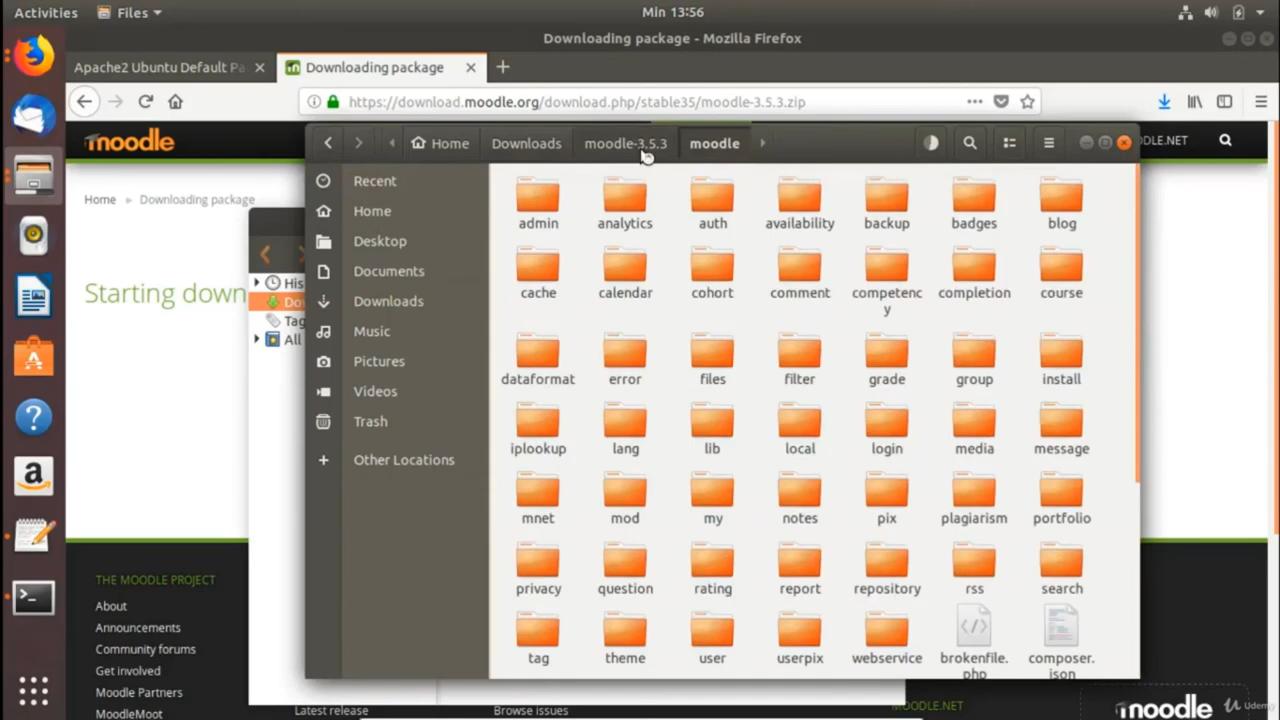 Activities Files Min 13:56
Downloading package - Mozilla Firefox
Apache2 Ubuntu Default Pa Downloading package
https://download.moodle.org/download.php/stable35/moodle-3.5.3.zip
moodle DLE.NET
Home Downloads moodle-3.5.3 moodle
Home Downloading package
Starting down
His
Do
Tag
All
Recent
Home
Desktop
Documents
Downloads
Music
Pictures
Videos
Trash
Other Locations
admin analytics auth availability backup badges blog
cache calendar cohort comment competenc completion course
y
dataformat error files filter grade group install
iplookup lang lib local login media message
mnet mod my notes pix plagiarism portfolio
privacy question rating report repository rss search
tag theme user userpix webservice brokenfile. composer.
php json
THE MOODLE PROJECT
About
Announcements
Community forums
Get involved
Moodle Partners
MoodleMoot
Latest release Browse issues
MOODLE.NET
moodle
Udemy